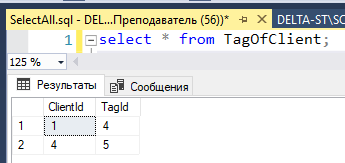 SelectAll.sql - DEL...Преподаватель (56))* DELTA-ST\SC
1 select * from TagOfClient;
125 %
Результаты Сообщения
ClientId TagId
1 1 4
2 4 5